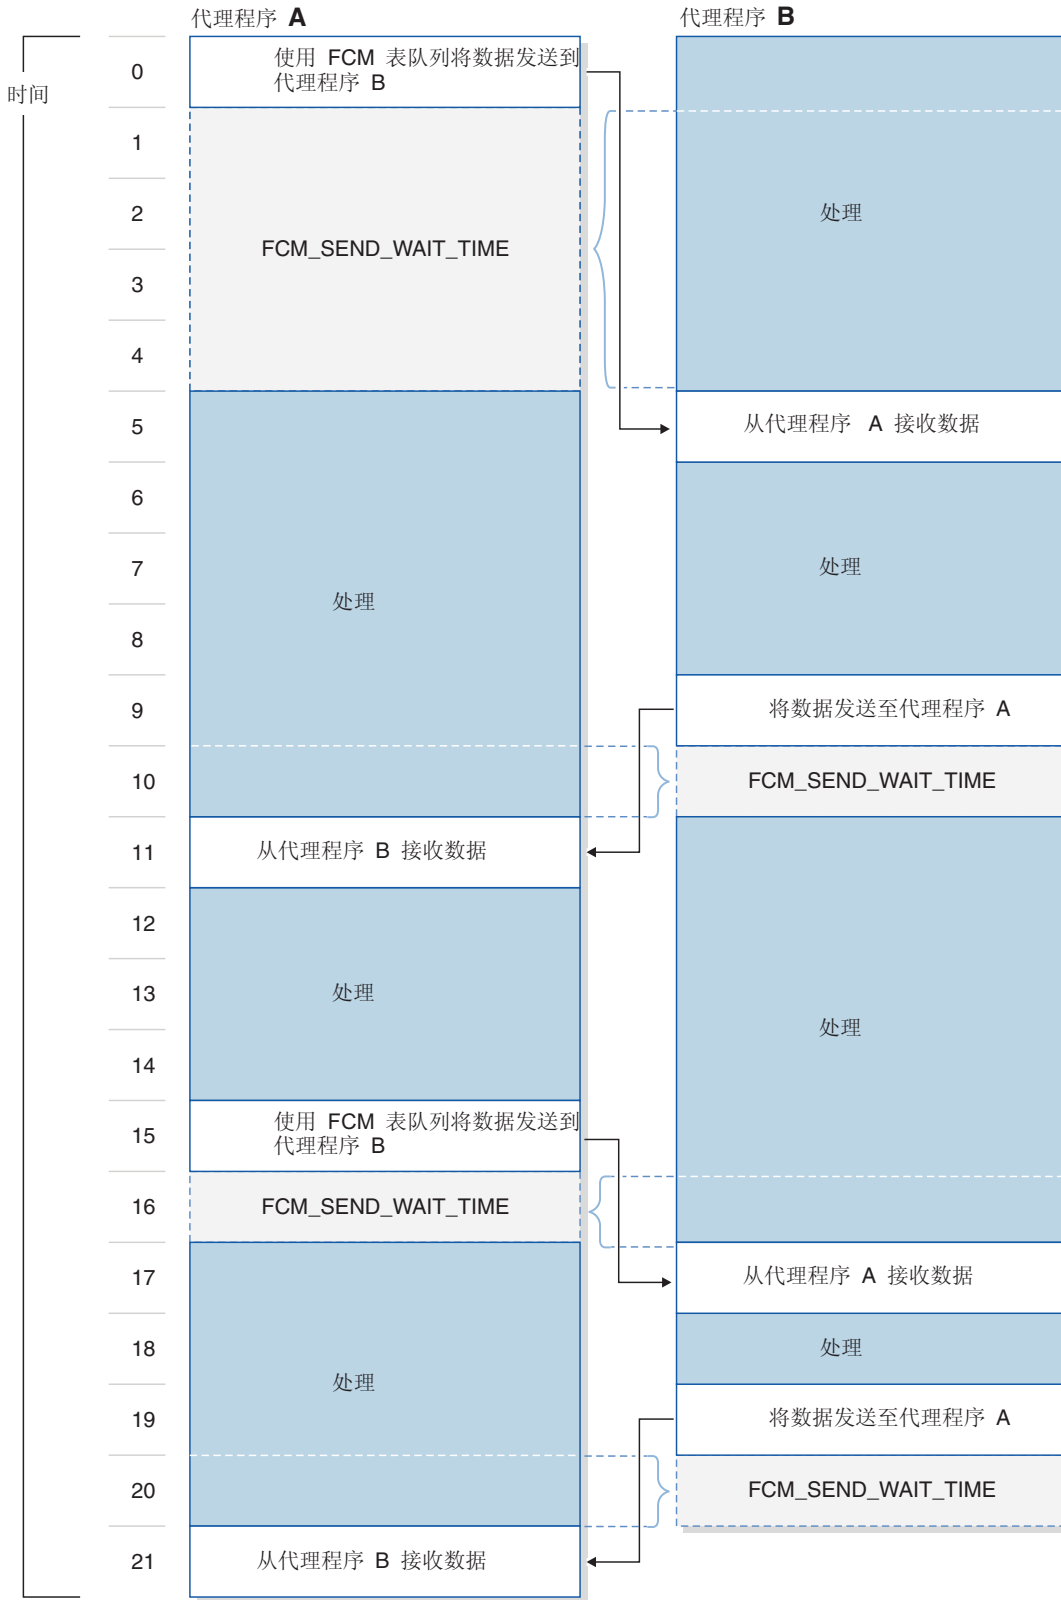 代理程序 A
代理程序 B
时间
0
使用 FCM 表队列将数据发送到
代理程序 B
1
2
处理
FCM_SEND_WAIT_TIME
3
4
5
从代理程序 A 接收数据
6
7
处理
处理
8
9
将数据发送至代理程序 A
10
FCM_SEND_WAIT_TIME
11
从代理程序 B 接收数据
12
13
处理
处理
14
15
使用 FCM 表队列将数据发送到
代理程序 B
16
FCM_SEND_WAIT_TIME
17
从代理程序 A 接收数据
18
处理
处理
19
将数据发送至代理程序 A
20
FCM_SEND_WAIT_TIME
21
从代理程序 B 接收数据